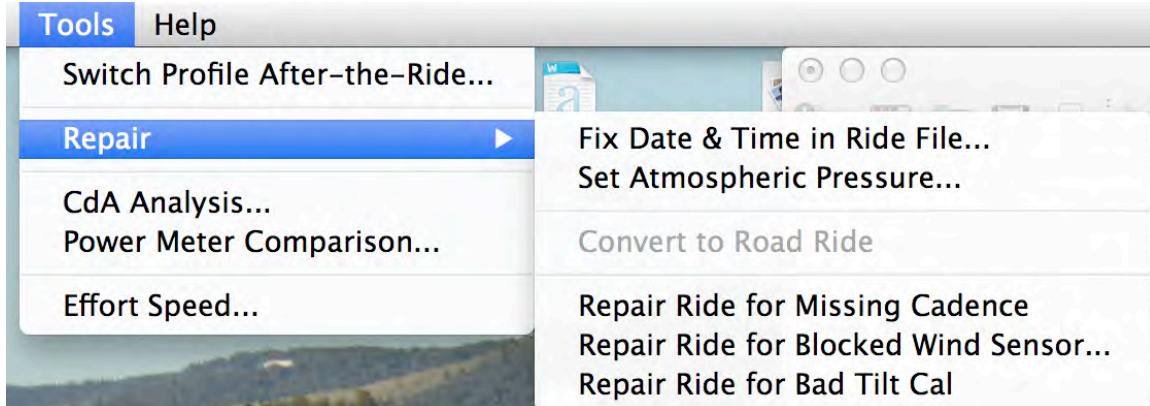 Tools Help
Switch Profile After-the-Ride...
Repair
CdA Analysis...
Power Meter Comparison...
Effort Speed...
W
a
Fix Date & Time in Ride File...
Set Atmospheric Pressure...
Convert to Road Ride
Repair Ride for Missing Cadence
Repair Ride for Blocked Wind Sensor...
Repair Ride for Bad Tilt Cal